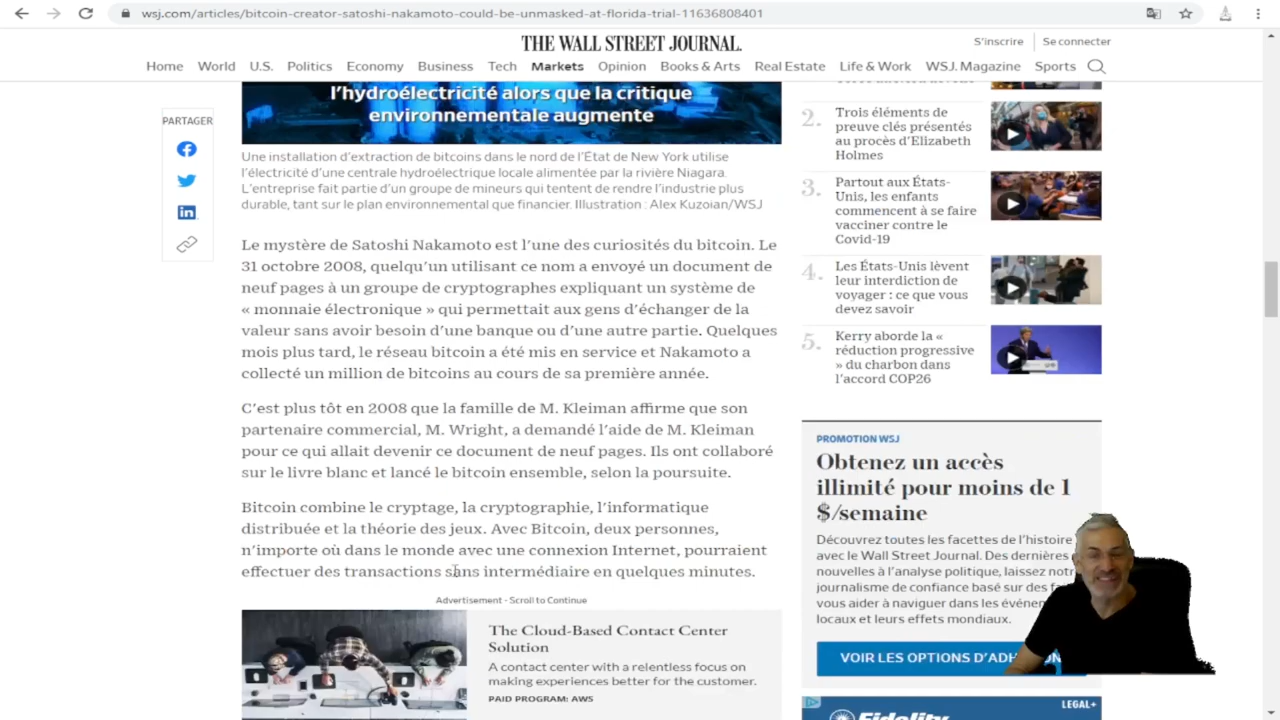 wsj.com/articles/bitcoin-creator-satoshi-nakamoto-could-be-unmasked-at-florida-trial-11636808401
THE WALL STREET JOURNAL.
S'inscrire
Se connecter
Home World U.S. Politics Economy Business Tech Markets Opinion Books & Arts Real Estate Life & Work WSJ. Magazine Sports
PARTAGER
l'hydroélectricité alors que la critique
environnementale augmente
Une installation d'extraction de bitcoins dans le nord de l'État de New York utilise
l'électricité d'une centrale hydroélectrique locale alimentée par la rivière Niagara.
L'entreprise fait partie d'un groupe de mineurs qui tentent de rendre l'industrie plus
durable, tant sur le plan environnemental que financier. Illustration : Alex Kuzoian/WSJ
Le mystère de Satoshi Nakamoto est l'une des curiosités du bitcoin. Le
31 octobre 2008, quelqu'un utilisant ce nom a envoyé un document de
neuf pages à un groupe de cryptographes expliquant un système de
« monnaie électronique » qui permettait aux gens d'échanger de la
valeur sans avoir besoin d'une banque ou d'une autre partie. Quelques
mois plus tard, le réseau bitcoin a été mis en service et Nakamoto a
collecté un million de bitcoins au cours de sa première année.
C'est plus tôt en 2008 que la famille de M. Kleiman affirme que son
partenaire commercial, M. Wright, a demandé l'aide de M. Kleiman
pour ce qui allait devenir ce document de neuf pages. Ils ont collaboré
sur le livre blanc et lancé le bitcoin ensemble, selon la poursuite.
Bitcoin combine le cryptage, la cryptographie, l'informatique
distribuée et la théorie des jeux. Avec Bitcoin, deux personnes,
n'importe où dans le monde avec une connexion Internet, pourraient
effectuer des transactions sans intermédiaire en quelques minutes.
Advertisement - Scroll to Continue
The Cloud-Based Contact Center
Solution
A contact center with a relentless focus on
making experiences better for the customer.
PAID PROGRAM: AWS
2. Trois éléments de
preuve clés présentés
au procès d'Elizabeth
Holmes
3. Partout aux États-
Unis, les enfants
commencent à se faire
vacciner contre le
Covid-19
4. Les États-Unis lèvent
leur interdiction de
voyager : ce que vous
devez savoir
5. Kerry aborde la «
réduction progressive
» du charbon dans
l'accord COP26
PROMOTION WSJ
Obtenez un accès
illimité pour moins de 1
$/semaine
Découvrez toutes les facettes de l'histoire
avec le Wall Street Journal. Des dernières
nouvelles à l'analyse politique, laissez
journalisme de confiance basé sur des
vous aider à naviguer dans les
locaux et leurs effets mondiaux.
VOIR LES OPTIONS
LEGAL+
Fidelity